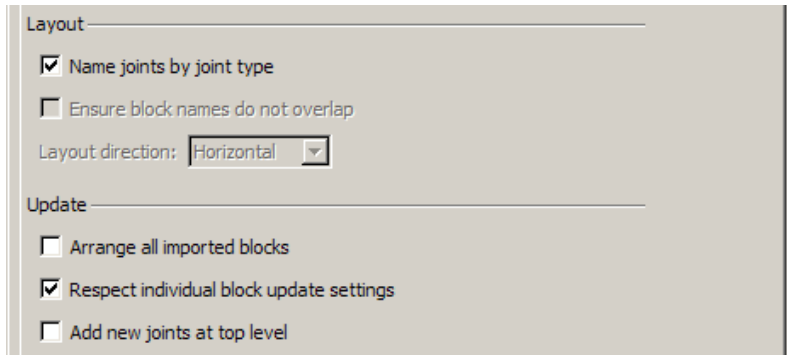 Layout
Name joints by joint type
Ensure block names do not overlap
Layout direction: Horizontal
Update
Arrange all imported blocks
Respect individual block update settings
Add new joints at top level